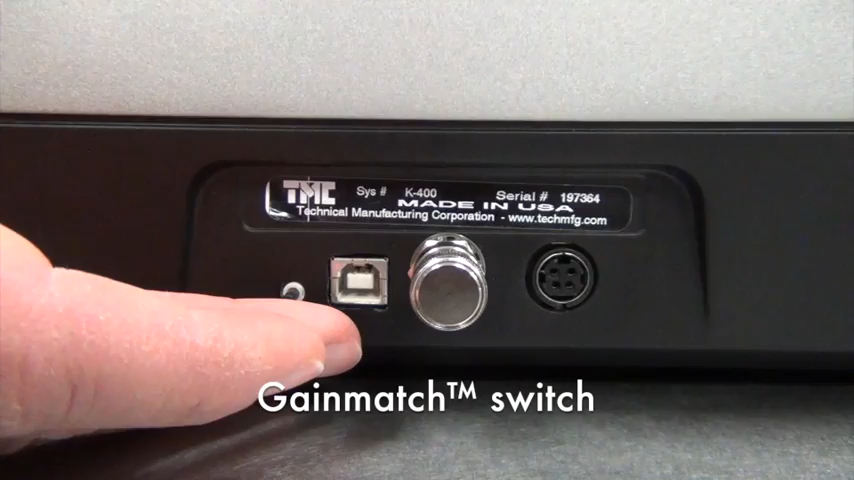 TMC Sys # K-400 Serial # 197364
MADE IN USA
Technical Manufacturing Corporation - www.techmfg.com
Gainmatch™ switch